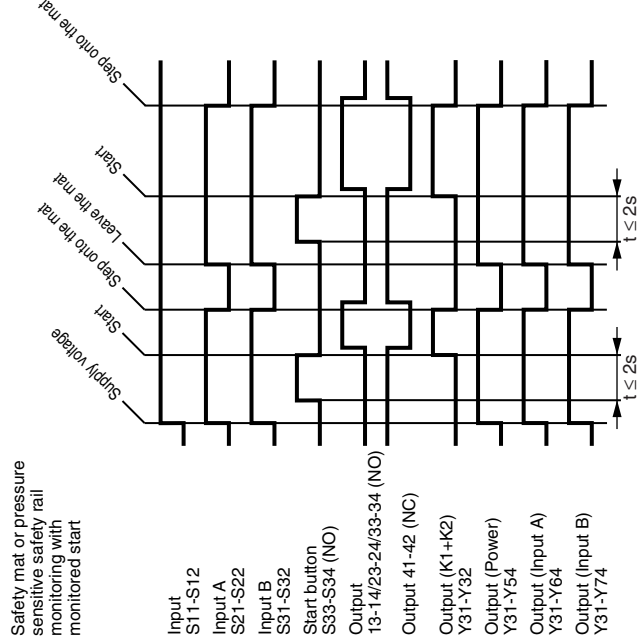 Safety mat or pressure
sensitive safety rail
monitoring with
monitored start
Supply voltage
Start
Step onto the mat
Leave the mat
Start
Step onto the mat
Input
S11-S12
Input A
S21-S22
Input B
S31-S32
Start button
S33-S34 (NO)
Output
13-14/23-24/33-34 (NO)
Output 41-42 (NC)
Output (K1+K2)
Y31-Y32
Output (Power)
Y31-Y54
Output (Input A)
Y31-Y64
Output (Input B)
Y31-Y74
t ≤ 2s
t ≤ 2s